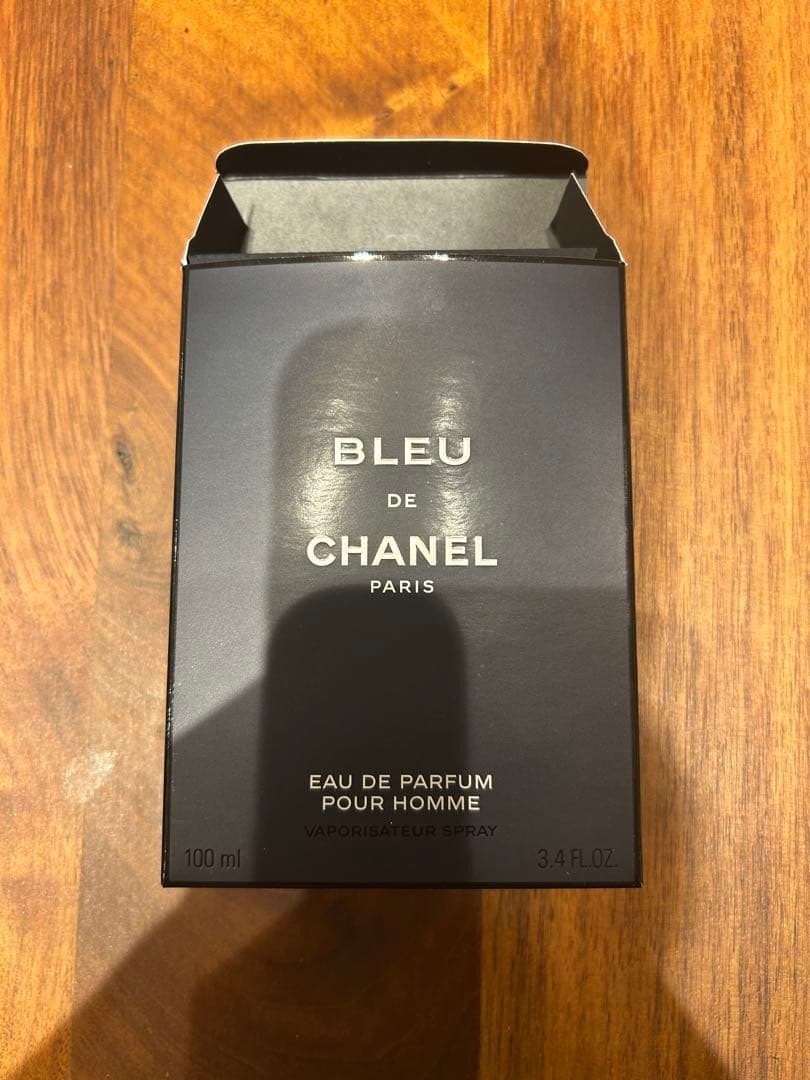 BLEU
DE
CHANEL
PARIS
EAU DE PARFUM
POUR HOMME
VAPORISATEUR SPRAY
100 ml 3.4 FL.OZ.